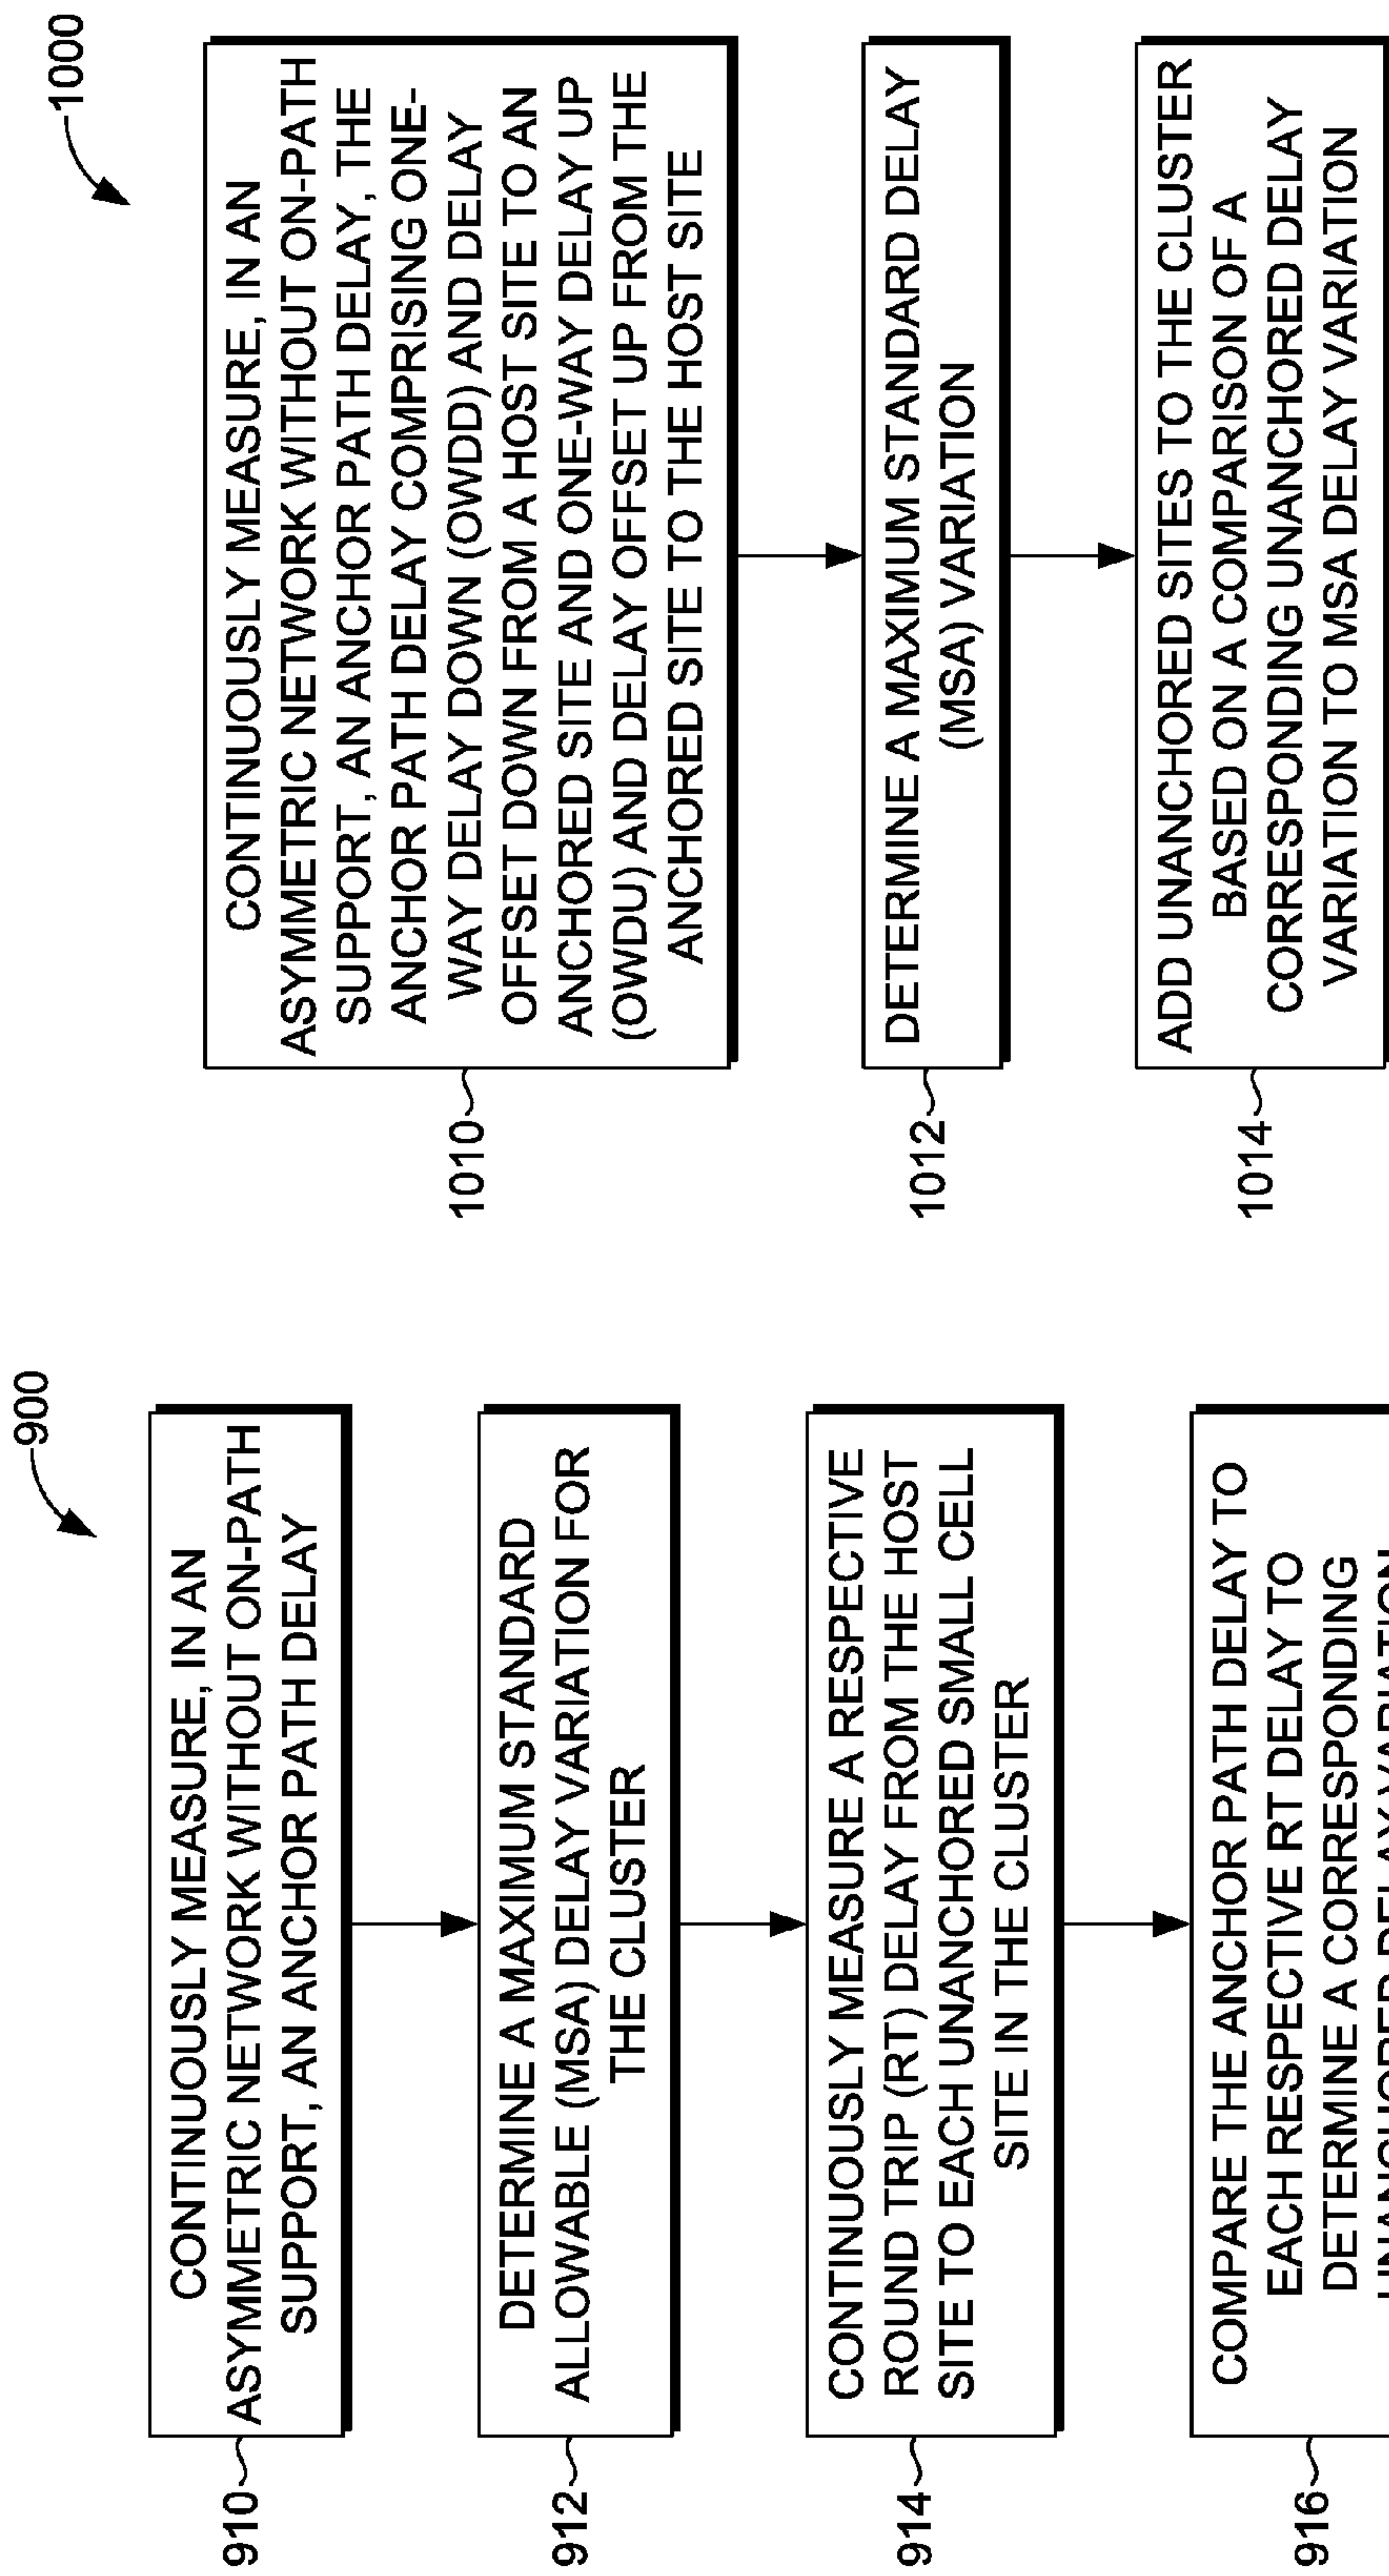 900
910
CONTINUOUSLY MEASURE, IN AN
ASYMMETRIC NETWORK WITHOUT ON-PATH
SUPPORT, AN ANCHOR PATH DELAY
912
DETERMINE A MAXIMUM STANDARD
ALLOWABLE (MSA) DELAY VARIATION FOR
THE CLUSTER
914
CONTINUOUSLY MEASURE A RESPECTIVE
ROUND TRIP (RT) DELAY FROM THE HOST
SITE TO EACH UNANCHORED SMALL CELL
SITE IN THE CLUSTER
916
COMPARE THE ANCHOR PATH DELAY TO
EACH RESPECTIVE RT DELAY TO
DETERMINE A CORRESPONDING
UNANCHORED DELAY VARIATION
1000
1010
CONTINUOUSLY MEASURE, IN AN
ASYMMETRIC NETWORK WITHOUT ON-PATH
SUPPORT, AN ANCHOR PATH DELAY, THE
ANCHOR PATH DELAY COMPRISING ONE-
WAY DELAY DOWN (OWDD) AND DELAY
OFFSET DOWN FROM A HOST SITE TO AN
ANCHORED SITE AND ONE-WAY DELAY UP
(OWDU) AND DELAY OFFSET UP FROM THE
ANCHORED SITE TO THE HOST SITE
1012
DETERMINE A MAXIMUM STANDARD DELAY
(MSA) VARIATION
1014
ADD UNANCHORED SITES TO THE CLUSTER
BASED ON A COMPARISON OF A
CORRESPONDING UNANCHORED DELAY
VARIATION TO MSA DELAY VARIATION